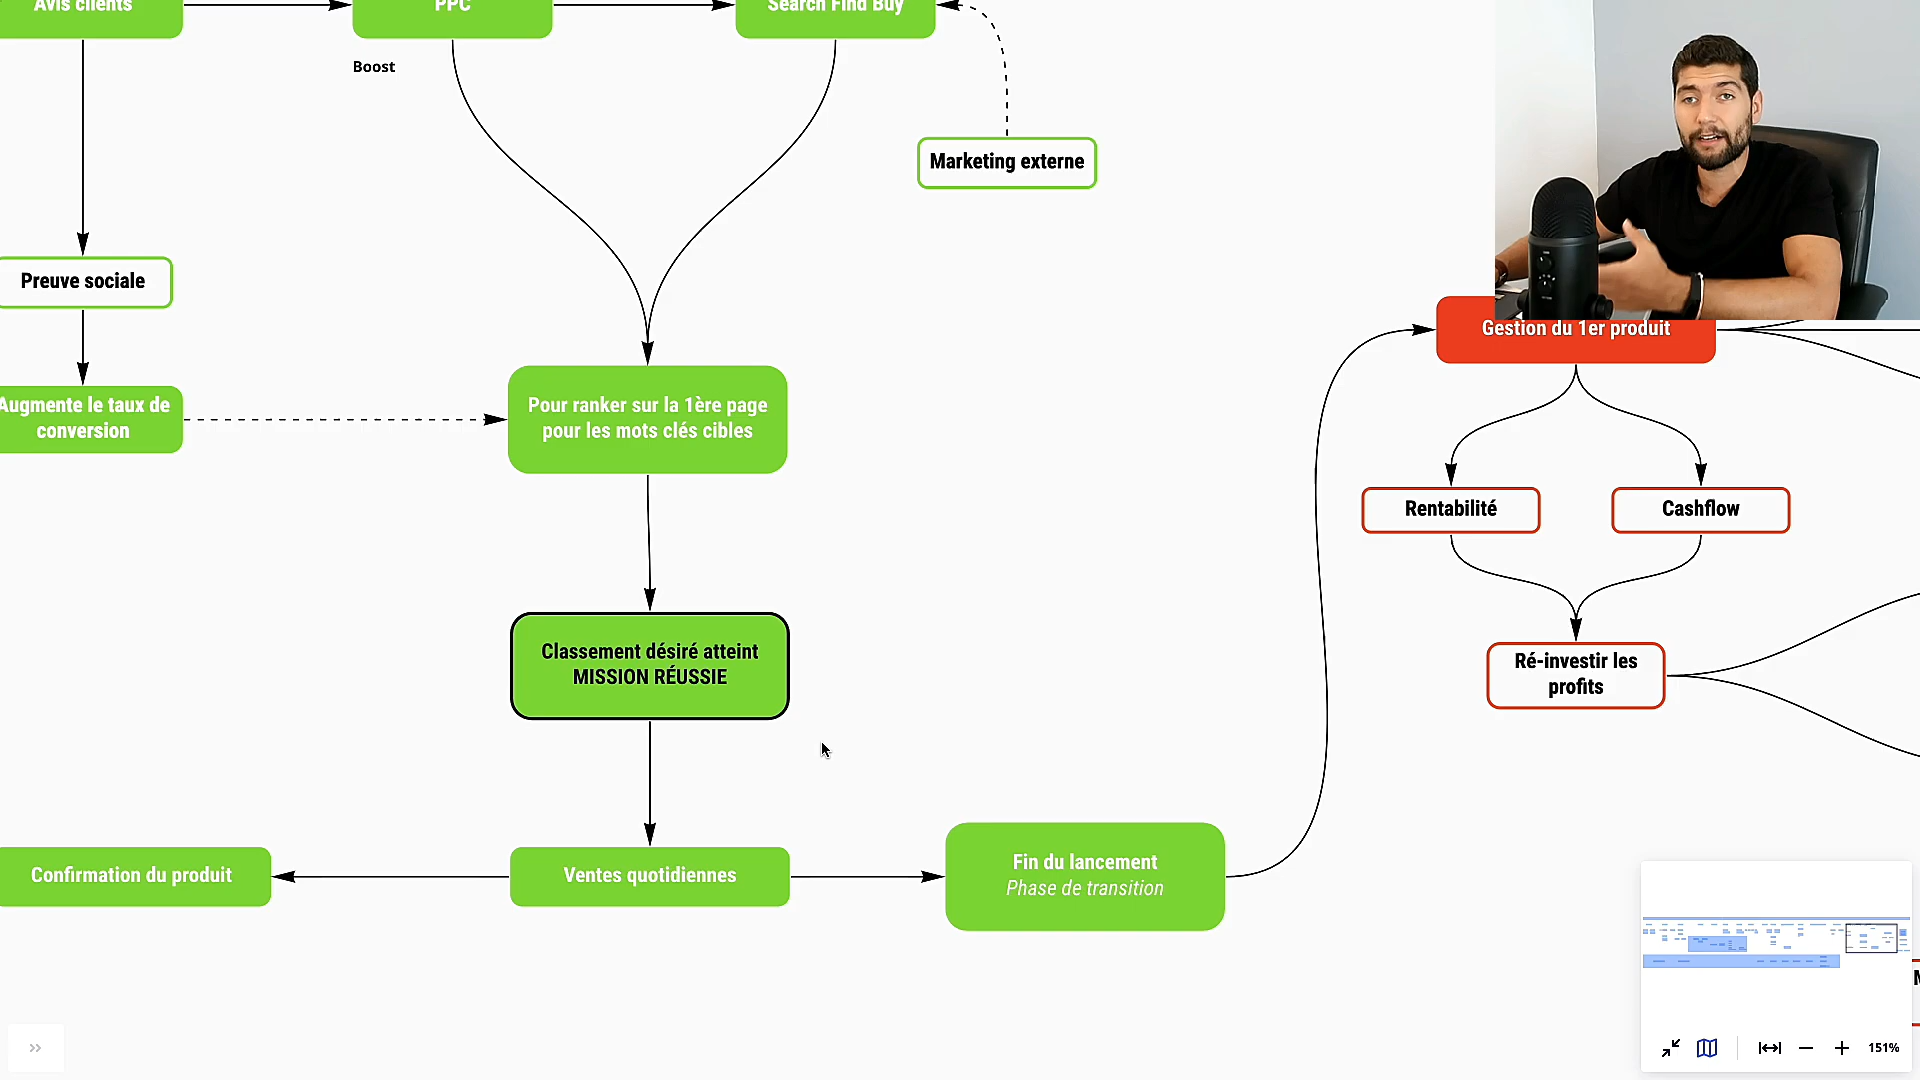 Avis clients
PPC
Search Find Buy
Boost
Marketing externe
Preuve sociale
Gestion du 1er produit
Augmente le taux de
conversion
Pour ranker sur la 1ère page
pour les mots clés cibles
Rentabilité
Cashflow
Classement désiré atteint
MISSION RÉUSSIE
Ré-investir les
profits
Confirmation du produit
Ventes quotidiennes
Fin du lancement
Phase de transition
151%